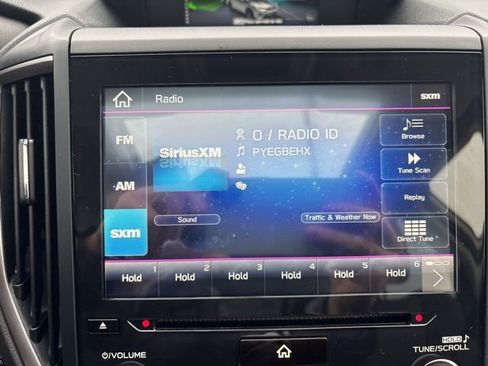 Radio
sxm
FM
AM
sxm
SiriusXM
0 / RADIO ID
PYEGBEHX
Sound
Traffic & Weather Now
Browse
Tune Scan
Replay
Direct Tune
1 Hold
2 Hold
3 Hold
4 Hold
5 Hold
6 Hold
VOLUME
HOLD
TUNE/SCROLL